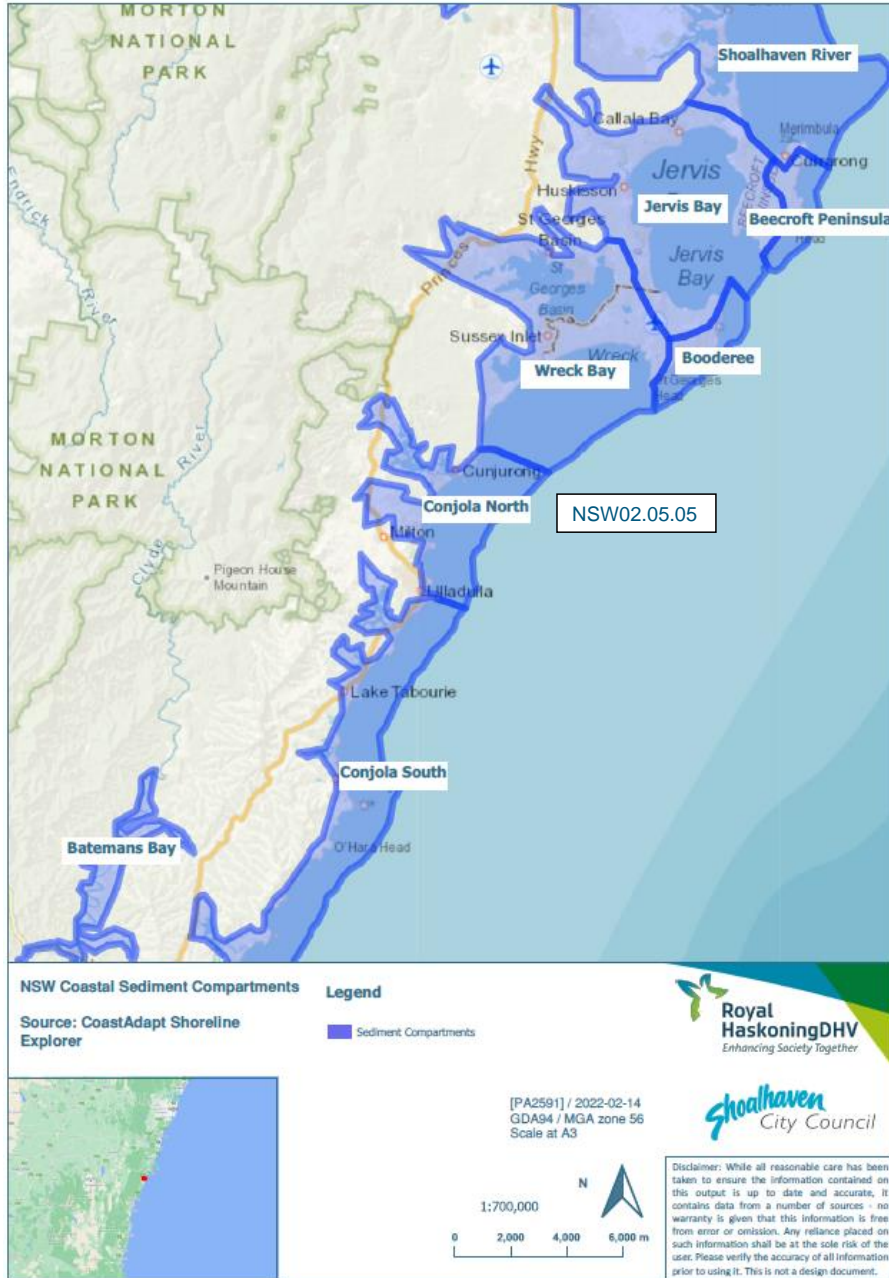 MORTON
NATIONAL
PARK
Shoalhaven River
Callala Bay
Merimbula
Currarong
Hwy
Jervis
Huskisson
Jervis Bay
BEECROFT
Beecroft Peninsula
St Georges
Basin
Jervis
Bay
Endrick
River
Princes
St
Georges
Basin
Sussex Inlet
Wreck
Wreck Bay
Booderee
St Georges
Head
MORTON
NATIONAL
PARK
River
Clyde
Cunjurong
Conjola North
NSW02.05.05
Milton
Pigeon House
Mountain
Ulladulla
Lake Tabourie
Conjola South
Batemans Bay
O'Hara Head
NSW Coastal Sediment Compartments
Source: CoastAdapt Shoreline
Explorer
Legend
Sediment Compartments
Royal
HaskoningDHV
Enhancing Society Together
[PA2591] / 2022-02-14
GDA94 / MGA zone 56
Scale at A3
Shoalhaven
City Council
N
1:700,000
0 2,000 4,000 6,000 m
Disclaimer: While all reasonable care has been
taken to ensure the information contained on
this output is up to date and accurate, it
contains data from a number of sources - no
warranty is given that this information is free
from error or omission. Any reliance placed on
such information shall be at the sole risk of the
user. Please verify the accuracy of all information
prior to using it. This is not a design document.